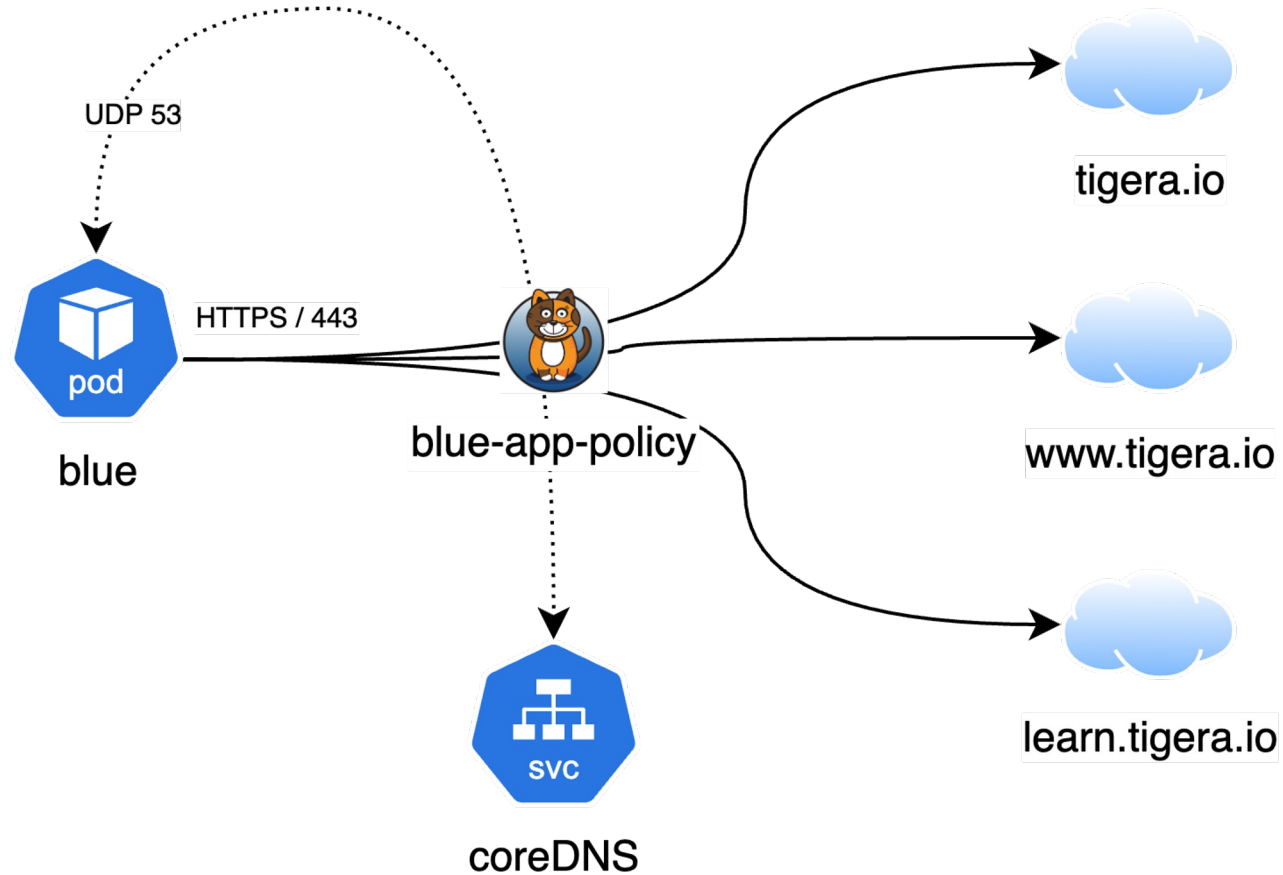 UDP 53
tigera.io
HTTPS / 443
pod
blue
blue-app-policy
www.tigera.io
svc
coreDNS
learn.tigera.io